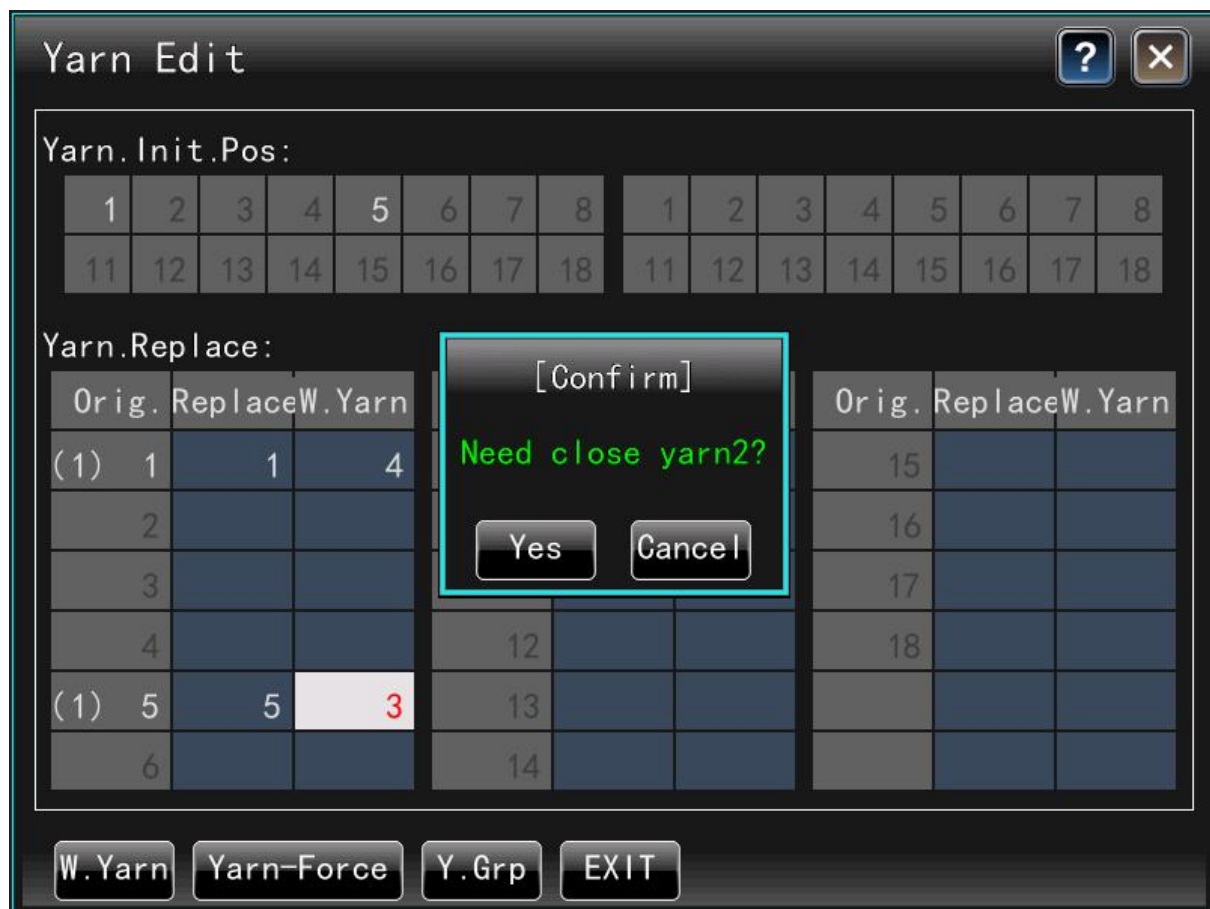 Yarn Edit
?
×
Yarn.Init.Pos:
1 2 3 4 5 6 7 8 1 2 3 4 5 6 7 8
11 12 13 14 15 16 17 18 11 12 13 14 15 16 17 18
Yarn.Replace:
Orig. Replace W.Yarn Orig. Replace W.Yarn
(1) 1 1 4 15
2 16
3 17
4 12 18
(1) 5 5 3 13
6 14
[Confirm]
Need close yarn2?
Yes Cancel
W.Yarn Yarn-Force Y.Grp EXIT